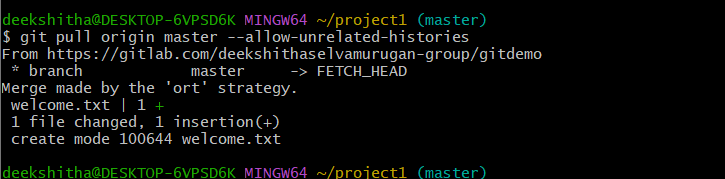 deekshitha@DESKTOP-6VPSD6K MINGW64 ~/project1 (master)
$ git pull origin master --allow-unrelated-histories
From https://gitlab.com/deekshithaselvamurugan-group/gitdemo
 * branch            master     -> FETCH_HEAD
Merge made by the 'ort' strategy.
 welcome.txt | 1 +
 1 file changed, 1 insertion(+)
 create mode 100644 welcome.txt
deekshitha@DESKTOP-6VPSD6K MINGW64 ~/project1 (master)